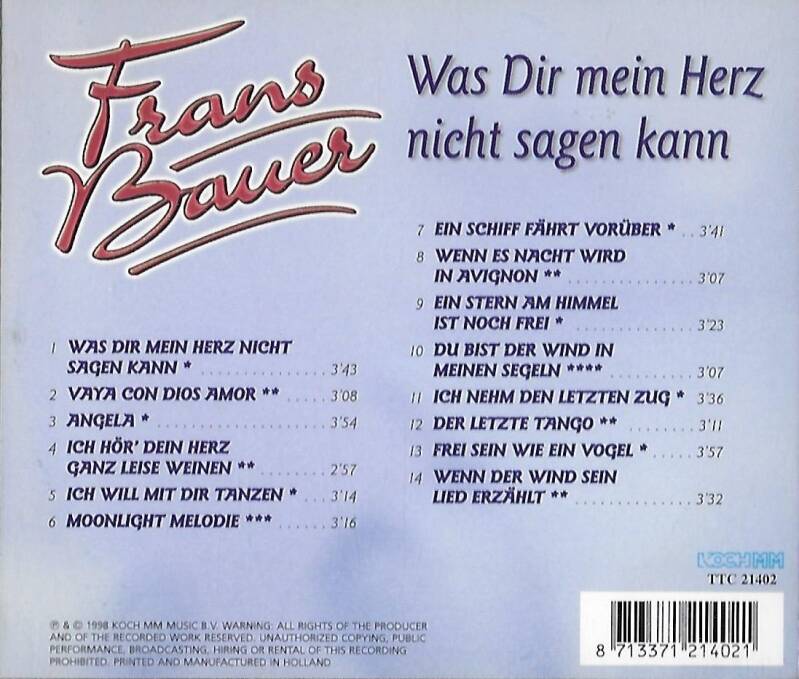 Frans
Bauer
Was Dir mein Herz
nicht sagen kann
1 WAS DIR MEIN HERZ NICHT
SAGEN KANN * ................ 3'43
2 VAYA CON DIOS AMOR ** ..... 3'08
3 ANGELA * ...................... 3'54
4 ICH HÖR' DEIN HERZ
GANZ LEISE WEINEN ** ........ 2'57
5 ICH WILL MIT DIR TANZEN * ... 3'14
6 MOONLIGHT MELODIE *** ...... 3'16
7 EIN SCHIFF FÄHRT VORÜBER * .. 3'41
8 WENN ES NACHT WIRD
IN AVIGNON ** ................ 3'07
9 EIN STERN AM HIMMEL
IST NOCH FREI * ................ 3'23
10 DU BIST DER WIND IN
MEINEN SEGELN **** .......... 3'07
11 ICH NEHM DEN LETZTEN ZUG * 3'36
12 DER LETZTE TANGO ** ........ 3'11
13 FREI SEIN WIE EIN VOGEL * .... 3'57
14 WENN DER WIND SEIN
LIED ERZÄHLT ** .............. 3'32
KOCH MM
TTC 21402
℗ & © 1998 KOCH MM MUSIC B.V. WARNING: ALL RIGHTS OF THE PRODUCER
AND OF THE RECORDED WORK RESERVED. UNAUTHORIZED COPYING, PUBLIC
PERFORMANCE, BROADCASTING, HIRING OR RENTAL OF THIS RECORDING
PROHIBITED. PRINTED AND MANUFACTURED IN HOLLAND
8 713371 214021